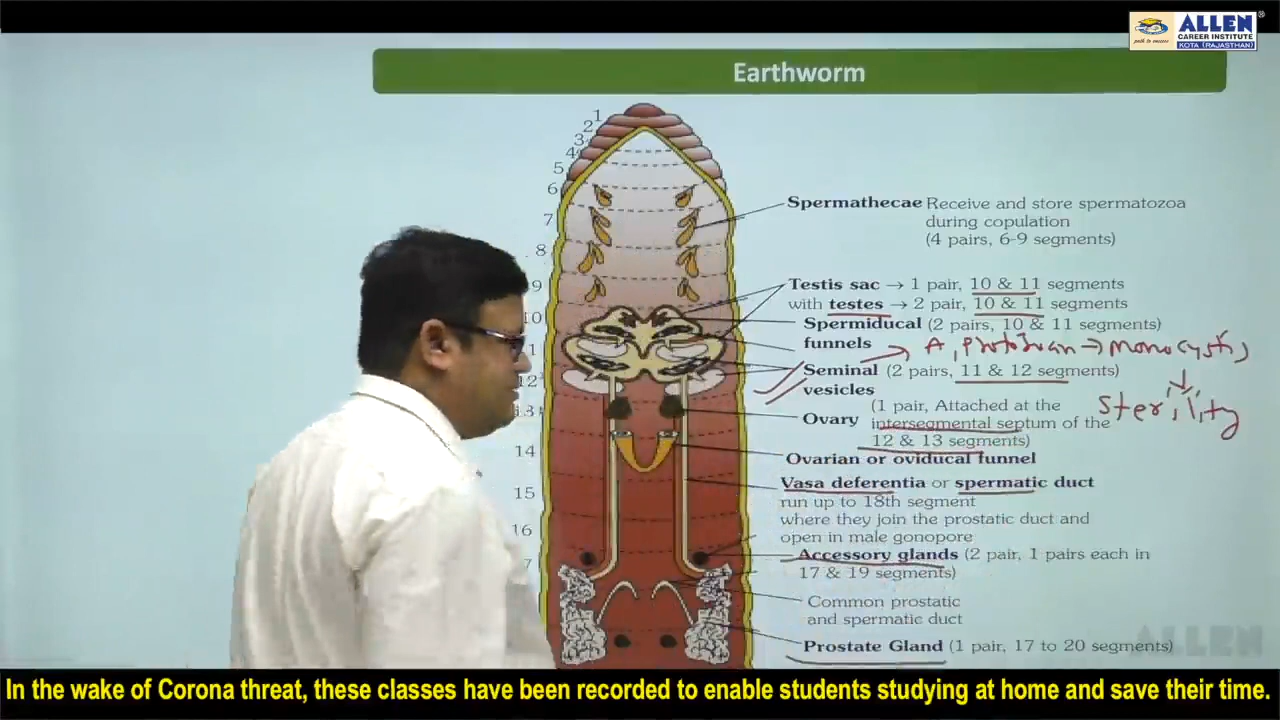 ALLEN
®
CAREER INSTITUTE
path to success
KOTA (RAJASTHAN)
Earthworm
1
2
3
4
5
6
7
8
9
10
12
13
14
15
16
Spermathecae Receive and store spermatozoa
during copulation
(4 pairs, 6-9 segments)
Testis sac → 1 pair, 10 & 11 segments
with testes → 2 pair, 10 & 11 segments
Spermiducal (2 pairs, 10 & 11 segments)
funnels → A, Protozoan → Monocystis
Seminal (2 pairs, 11 & 12 segments)
vesicles
Sterility
Ovary (1 pair, Attached at the
intersegmental septum of the
12 & 13 segments)
Ovarian or oviducal funnel
Vasa deferentia or spermatic duct
run up to 18th segment
where they join the prostatic duct and
open in male gonopore
Accessory glands (2 pair, 1 pairs each in
17 & 19 segments)
Common prostatic
and spermatic duct
Prostate Gland (1 pair, 17 to 20 segments)
ALLEN
In the wake of Corona threat, these classes have been recorded to enable students studying at home and save their time.